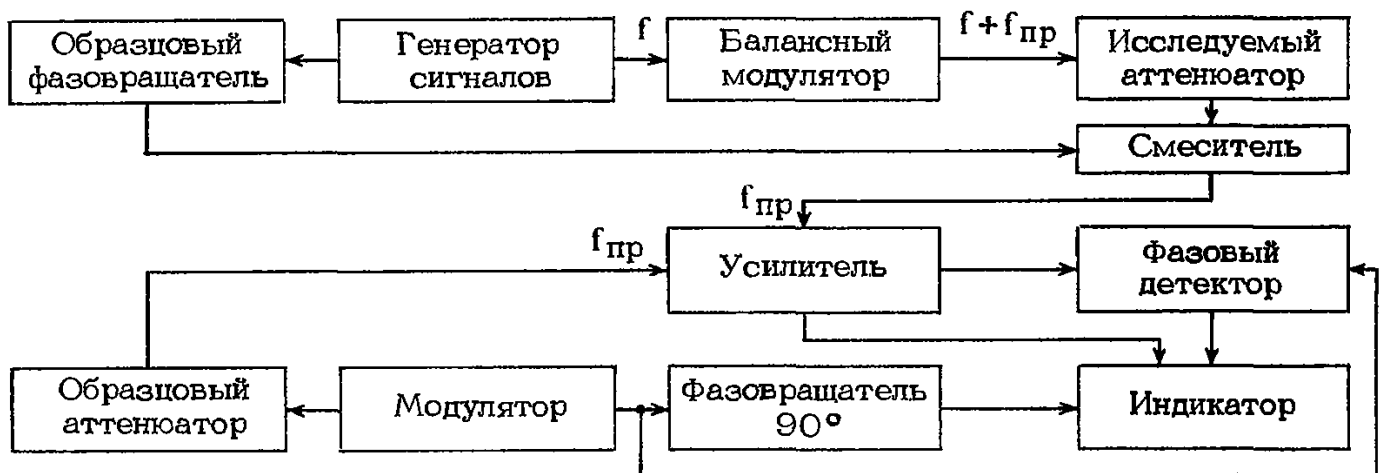 Образцовый
фазовращатель
Генератор
сигналов
f
Балансный
модулятор
f + fпр
Исследуемый
аттенюатор
Смеситель
fпр
fпр
Усилитель
Фазовый
детектор
Образцовый
аттенюатор
Модулятор
Фазовращатель
90°
Индикатор